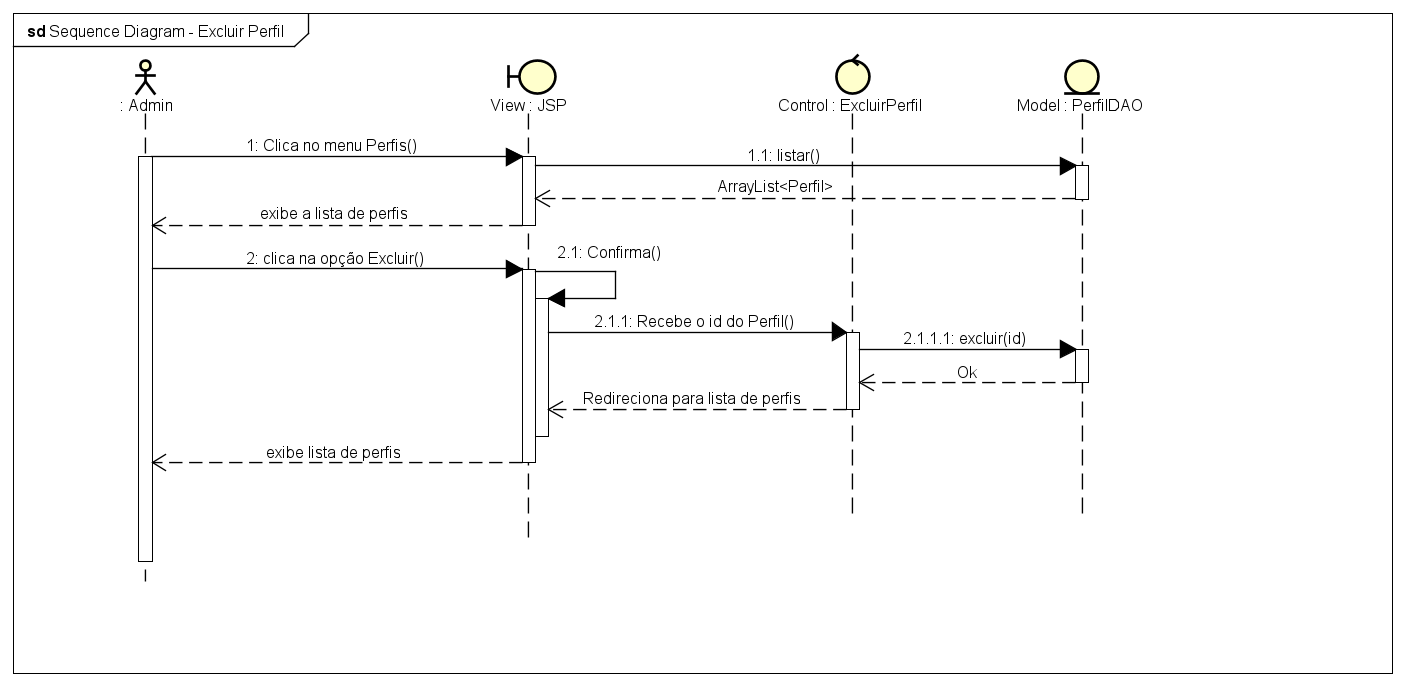 sd Sequence Diagram - Excluir Perfil
: Admin
View : JSP
Control : ExcluirPerfil
Model : PerfilDAO
1: Clica no menu Perfis()
1.1: listar()
ArrayList<Perfil>
exibe a lista de perfis
2: clica na opção Excluir()
2.1: Confirma()
2.1.1: Recebe o id do Perfil()
2.1.1.1: excluir(id)
Ok
Redireciona para lista de perfis
exibe lista de perfis